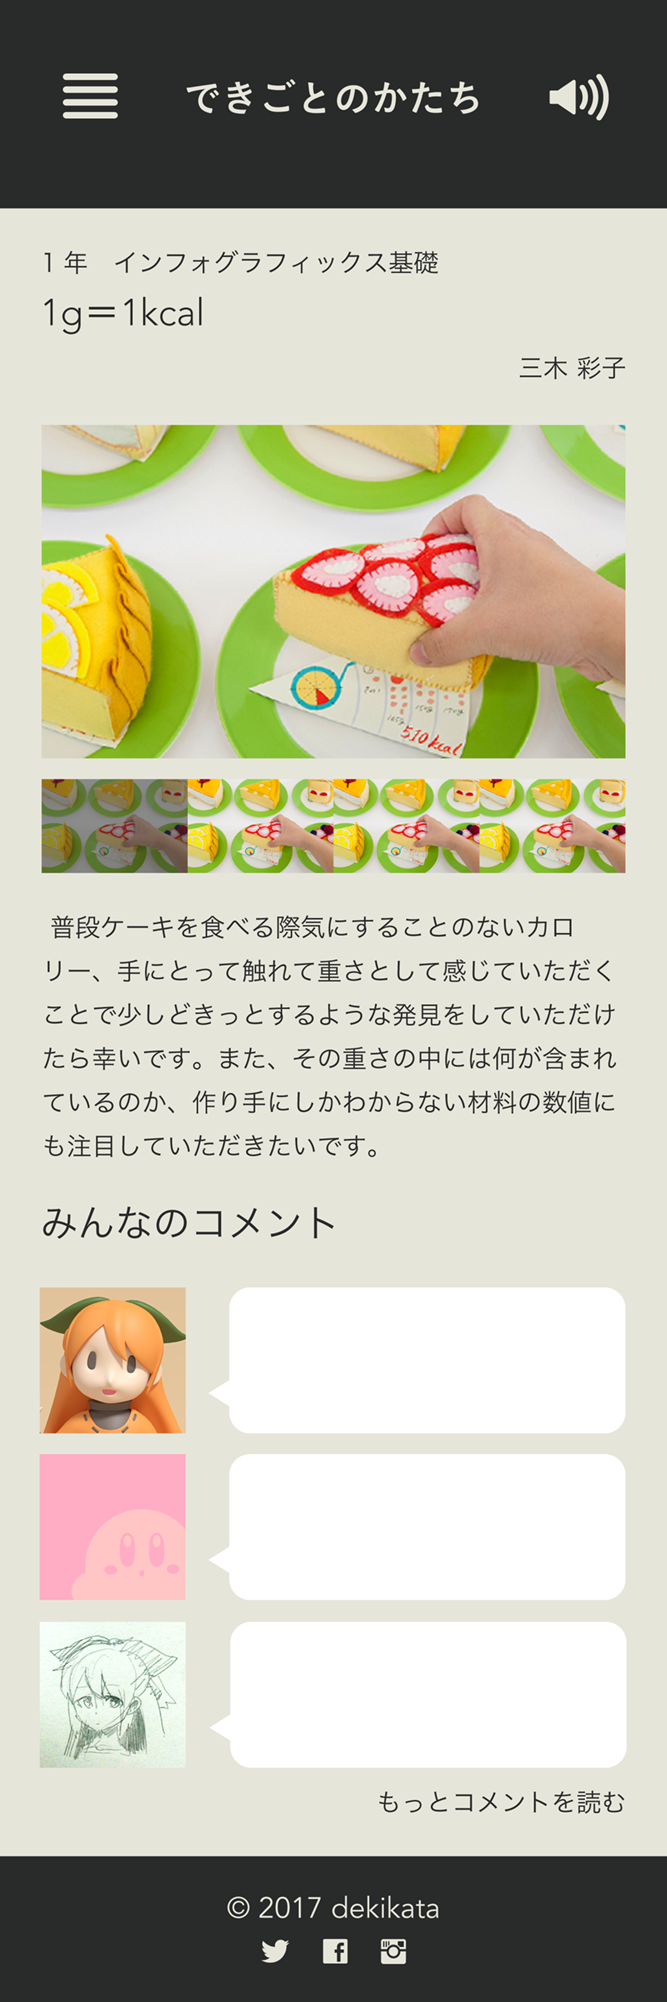 できごとのかたち
1 年　インフォグラフィックス基礎
1g＝1kcal
三木 彩子
510 kcal
普段ケーキを食べる際気にすることのないカロ
リー、手にとって触れて重さとして感じていただく
ことで少しどきっとするような発見をしていただけ
たら幸いです。また、その重さの中には何が含まれ
ているのか、作り手にしかわからない材料の数値に
も注目していただきたいです。
みんなのコメント
もっとコメントを読む
© 2017 dekikata